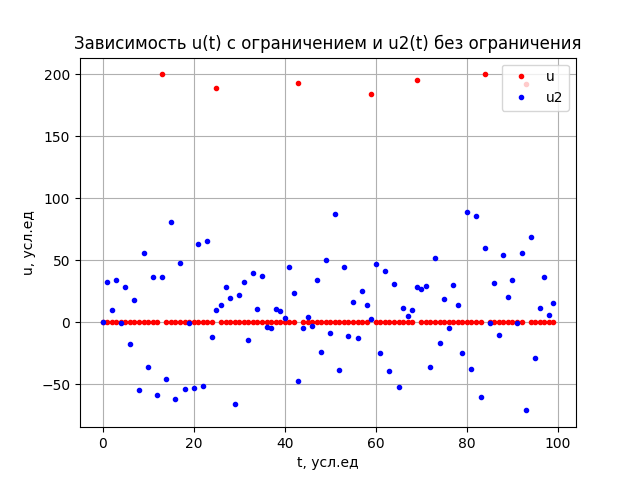 Зависимость u(t) с ограничением и u2(t) без ограничения
200
150
100
50
0
−50
u, усл.ед
u
u2
0
20
40
60
80
100
t, усл.ед